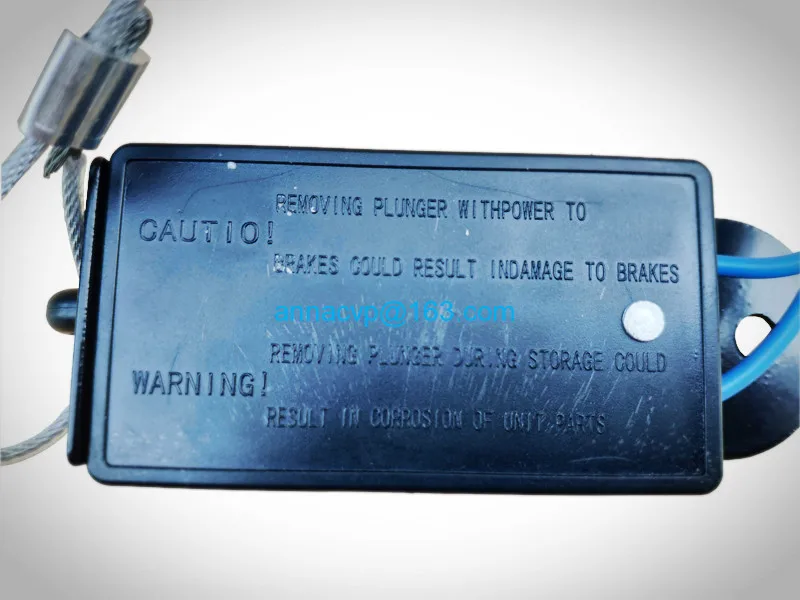 REMOVING PLUNGER WITHPOWER TO
CAUTIO!
BRAKES COULD RESULT INDAMAGE TO BRAKES
annacvp@163.com
REMOVING PLUNGER DURING STORAGE COULD
WARNING!
RESULT IN CORROSION OF UNIT PARTS